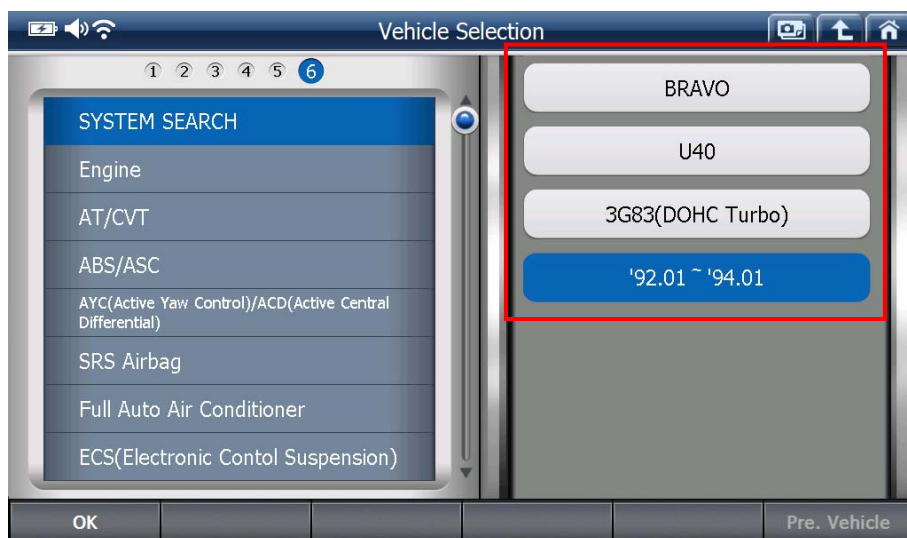 Vehicle Selection
① ② ③ ④ ⑤ ⑥
SYSTEM SEARCH
Engine
AT/CVT
ABS/ASC
AYC(Active Yaw Control)/ACD(Active Central
Differential)
SRS Airbag
Full Auto Air Conditioner
ECS(Electronic Contol Suspension)
BRAVO
U40
3G83(DOHC Turbo)
'92.01 ~ '94.01
OK
Pre. Vehicle